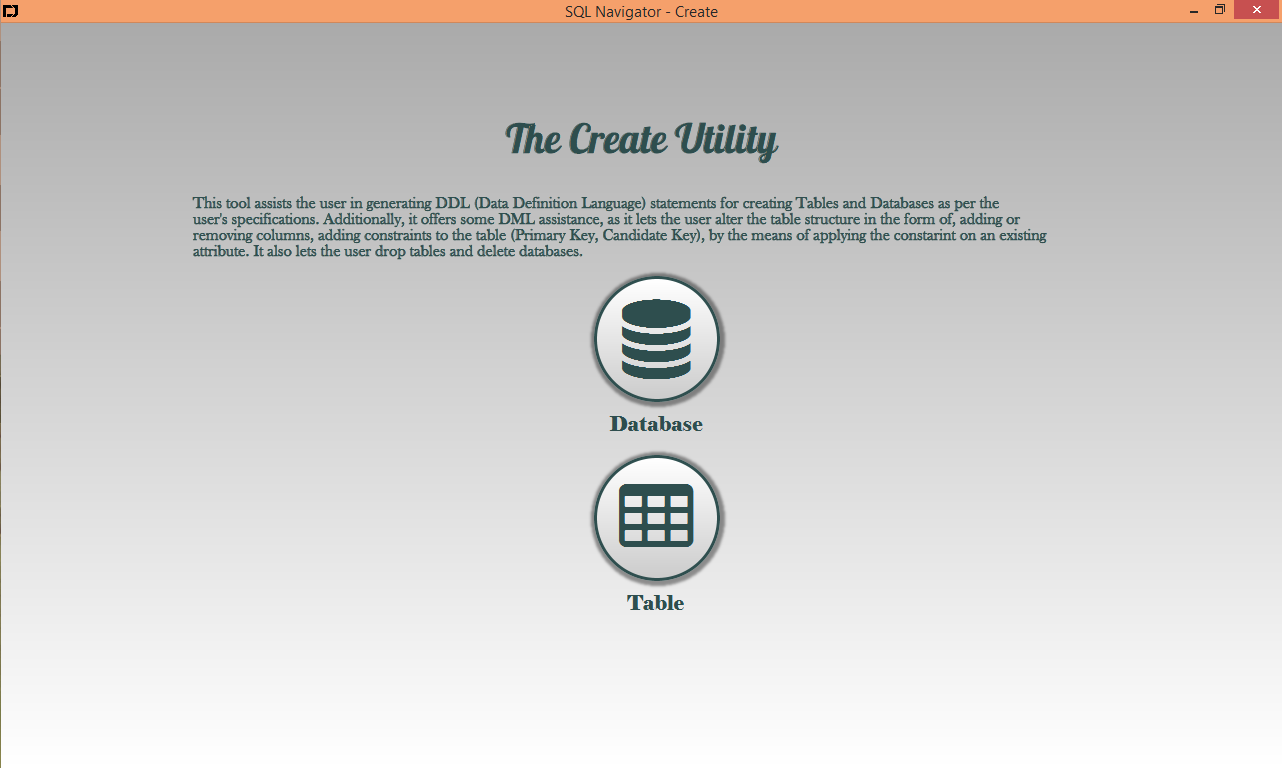 SQL Navigator - Create
The Create Utility
This tool assists the user in generating DDL (Data Definition Language) statements for creating Tables and Databases as per the
user's specifications. Additionally, it offers some DML assistance, as it lets the user alter the table structure in the form of, adding or
removing columns, adding constraints to the table (Primary Key, Candidate Key), by the means of applying the constarint on an existing
attribute. It also lets the user drop tables and delete databases.
Database
Table